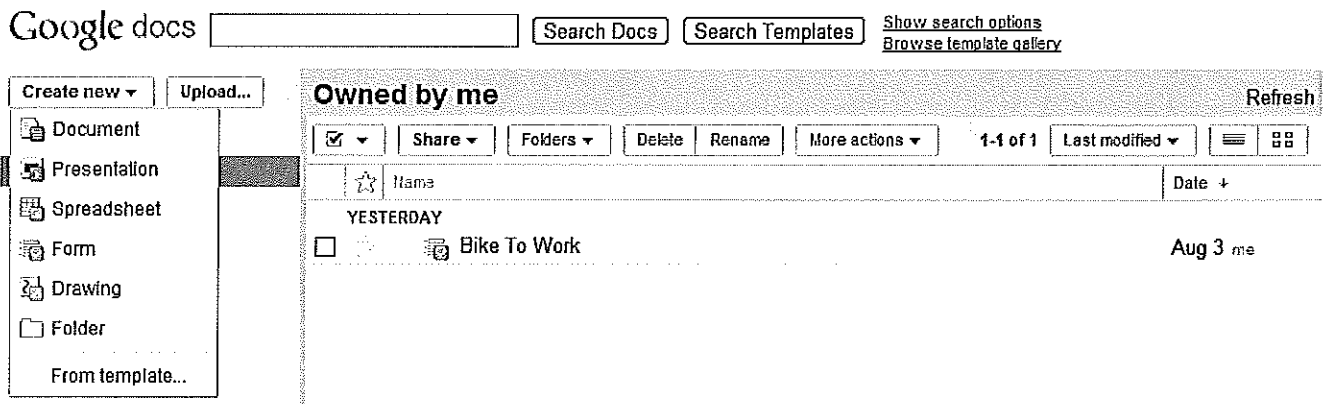 Google docs Search Docs Search Templates Show search options
Browse template gallery
Create new Upload... Owned by me Refresh
Document
Share Folders Delete Rename More actions 1-1 of 1 Last modified
Presentation
Name Date
Spreadsheet
YESTERDAY
Form
Bike To Work Aug 3 me
Drawing
Folder
From template...